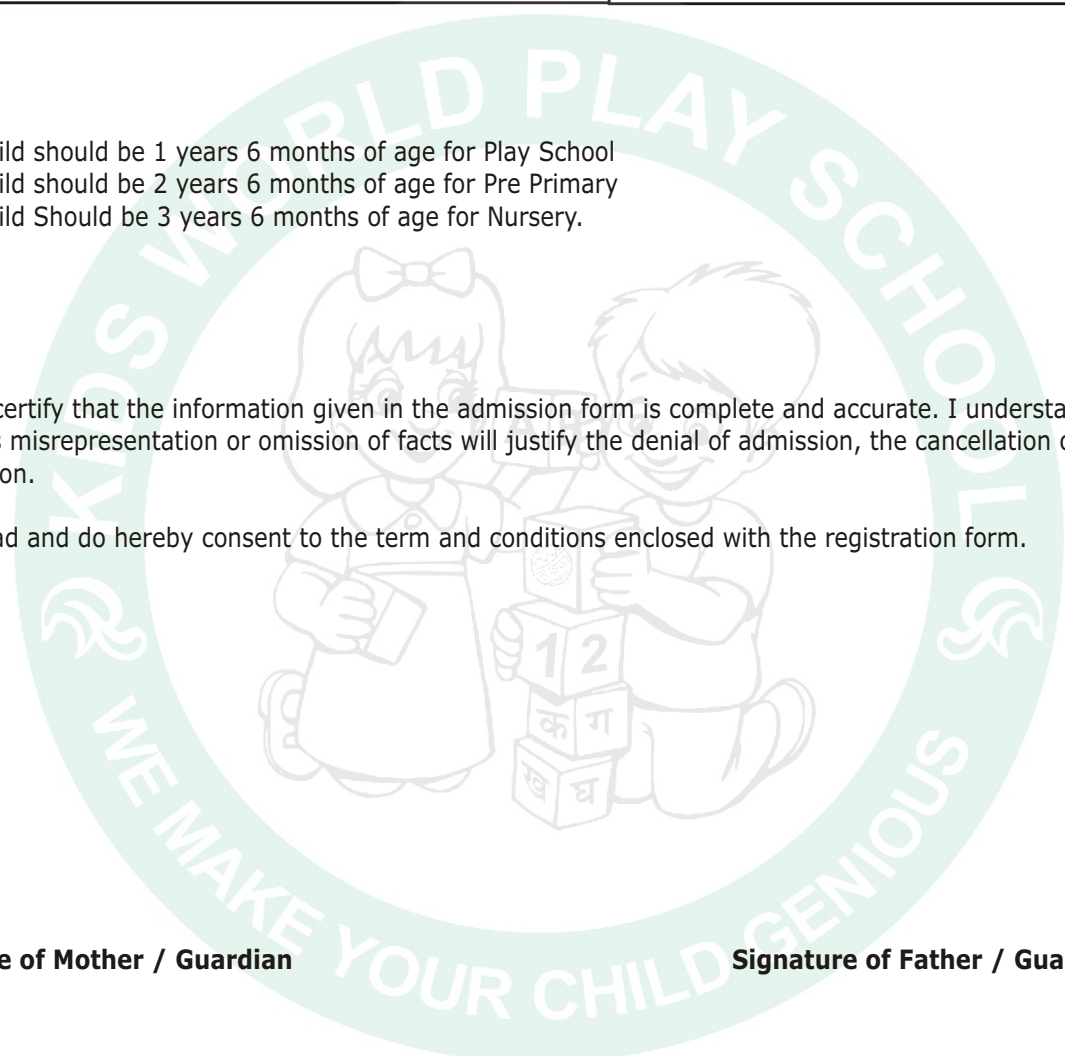 KIDS WORLD PLAY SCHOOL
ild should be 1 years 6 months of age for Play School
ild should be 2 years 6 months of age for Pre Primary
ild Should be 3 years 6 months of age for Nursery.
certify that the information given in the admission form is complete and accurate. I understa
s misrepresentation or omission of facts will justify the denial of admission, the cancellation o
on.
ad and do hereby consent to the term and conditions enclosed with the registration form.
1 2
क ग
ख घ
e of Mother / Guardian Signature of Father / Gua
WE MAKE YOUR CHILD GENIOUS